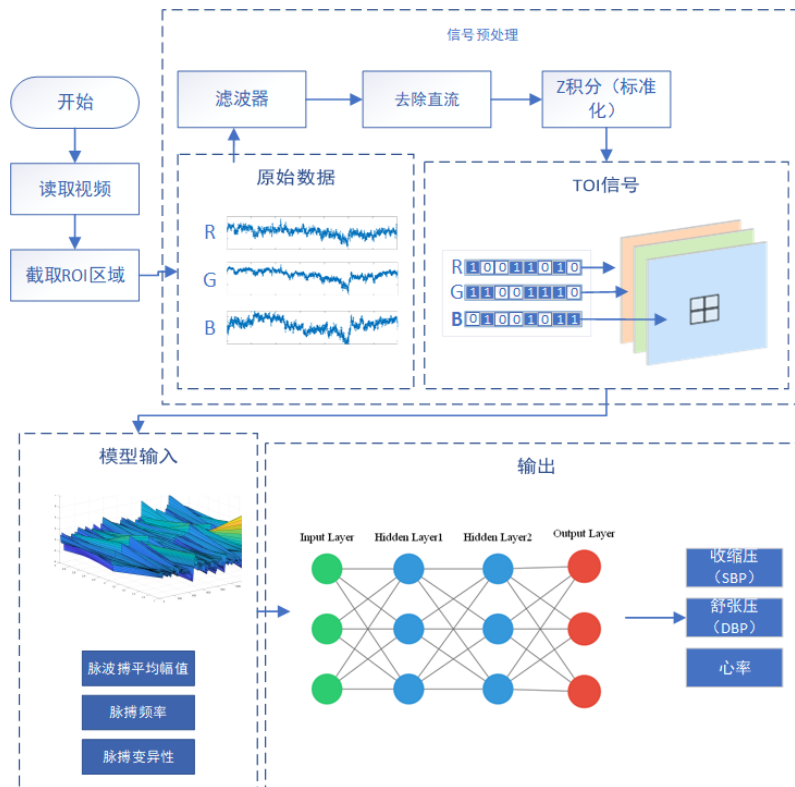 信号预处理
开始
读取视频
截取ROI区域
滤波器
去除直流
Z积分（标准
化）
原始数据
R
G
B
TOI信号
R 1 0 0 1 1 0 1 0
G 1 1 0 0 1 1 1 0
B 0 1 0 0 1 0 1 1
模型输入
脉波搏平均幅值
脉搏频率
脉搏变异性
输出
Input Layer
Hidden Layer1
Hidden Layer2
Output Layer
收缩压
（SBP）
舒张压
（DBP）
心率